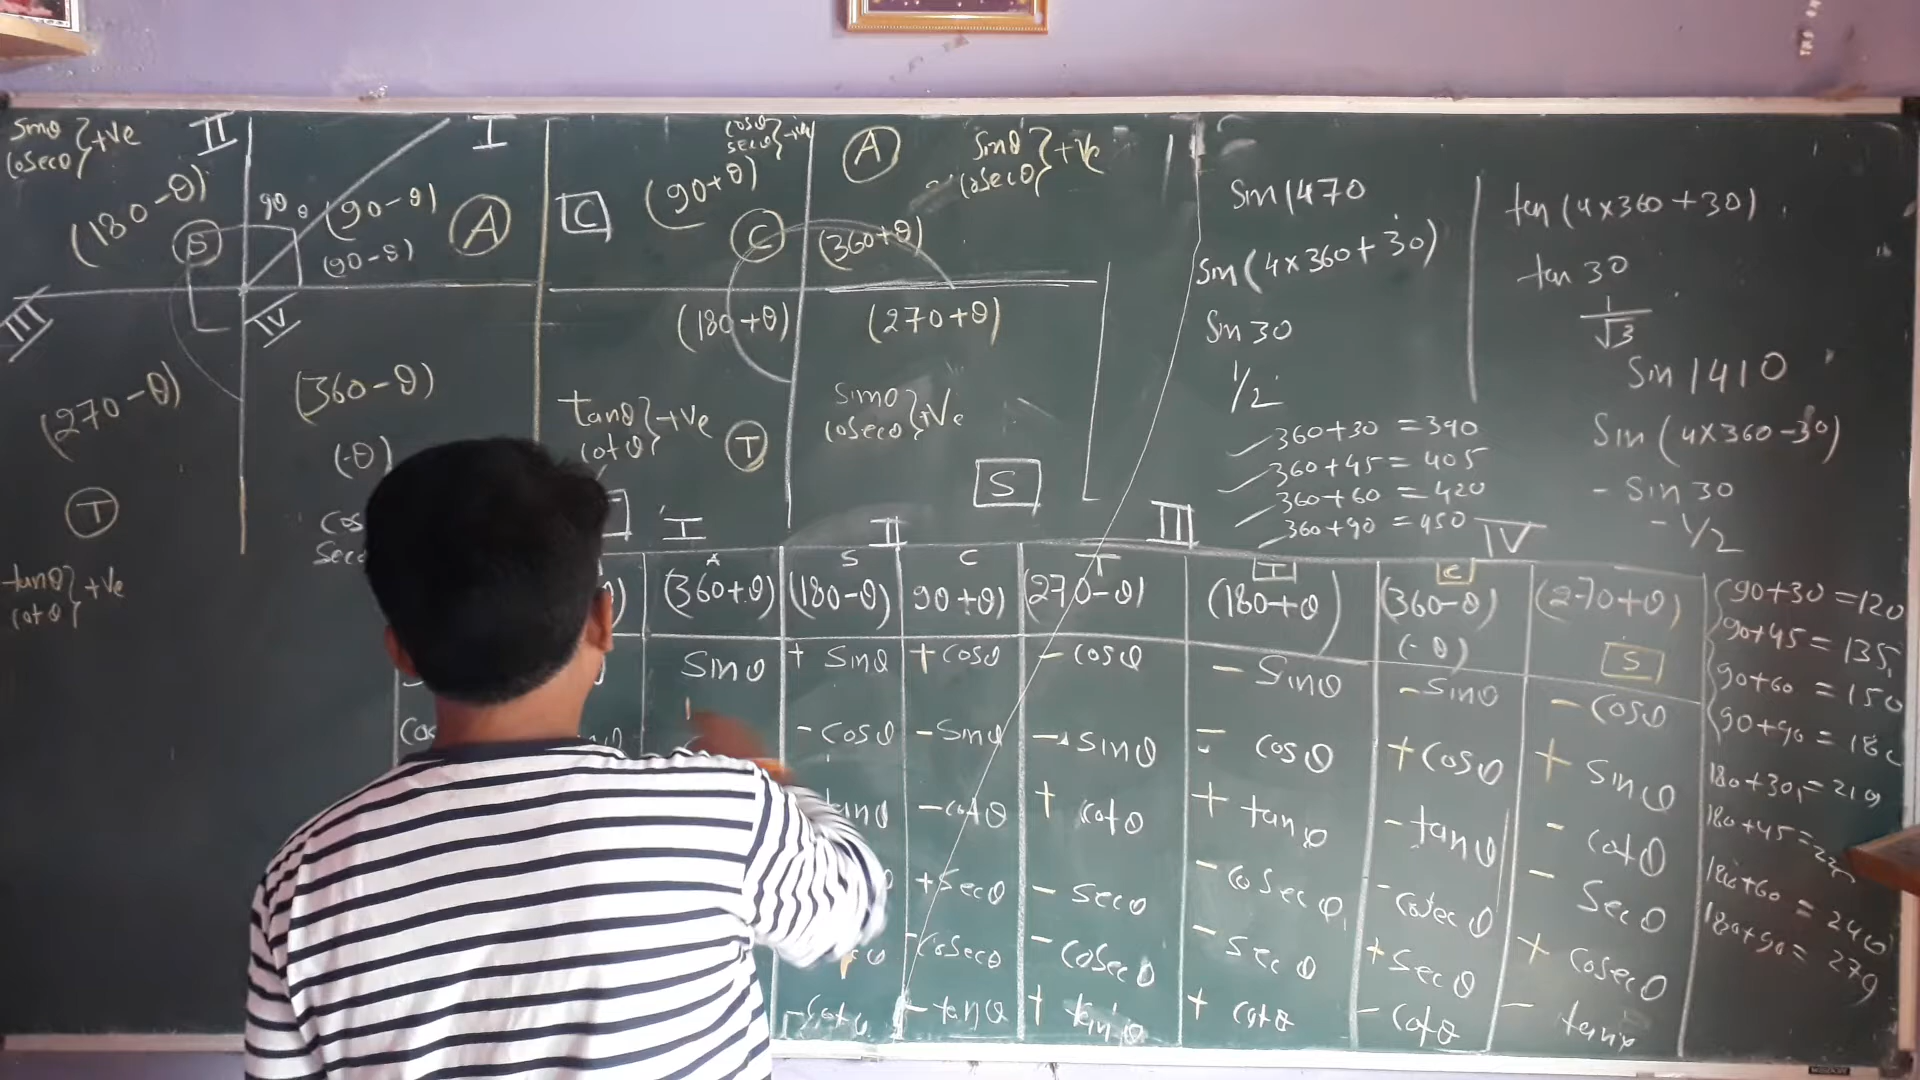 Sinθ
Cosecθ } +ve
II
I
(180-θ)
S
90 θ
(90-θ)
(90-θ)
A
III
IV
(270-θ)
(360-θ)
(-θ)
T
Cos
Sec
tanθ
cotθ } +ve
C
cosθ
secθ } +ve
(90+θ)
C
A
Sinθ
Cosecθ } +ve
(360+θ)
(180+θ)
(270+θ)
tanθ
cotθ } +ve
T
Sinθ
Cosecθ } +ve
S
Sin 1470
Sin (4x360+30)
Sin 30
1/2
360+30 = 390
360+45 = 405
360+60 = 420
360+90 = 450
tan (4x360+30)
tan 30
1/√3
Sin 1410
Sin (4x360-30)
- Sin 30
- 1/2
I II III IV
A S C T T C
(360+θ) (180-θ) 90+θ) (270-θ) (180+θ) (360-θ) (270+θ)
(-θ) S
Sinθ + Sinθ + Cosθ - Cosθ - Sinθ - Sinθ - Cosθ
Cos - Cosθ - Sinθ - Sinθ - Cosθ + Cosθ + Sinθ
tanθ - cotθ + cotθ + tanθ - tanθ - cotθ
+ Secθ - Secθ - Cosecθ - Cosecθ - Secθ
- Cosecθ - Cosecθ - Secθ + Secθ + Cosecθ
- Cotθ - tanθ + tanθ + cotθ - cotθ - tanθ
90+30 = 120
90+45 = 135
90+60 = 150
90+90 = 180
180+30 = 210
180+45 = 225
180+60 = 240
180+90 = 270